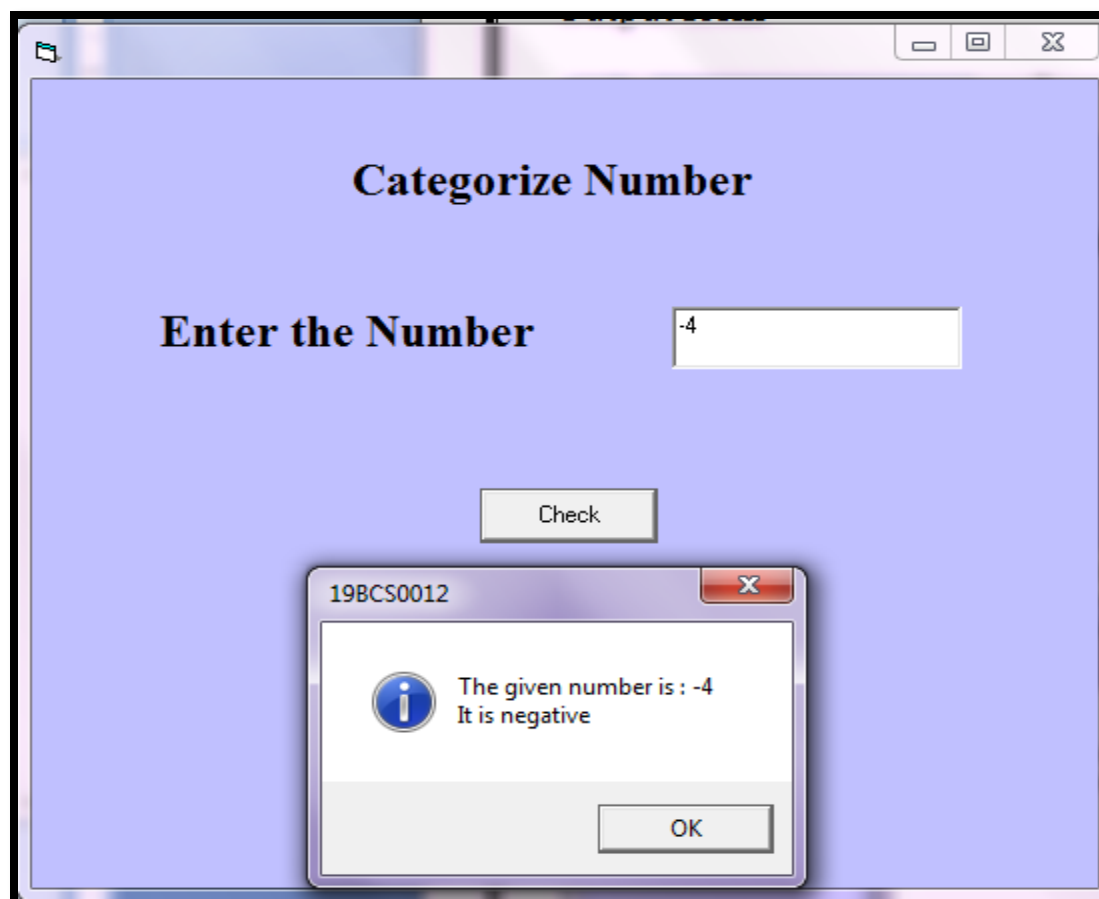 Categorize Number
Enter the Number
-4
Check
19BCS0012
The given number is : -4
It is negative
OK